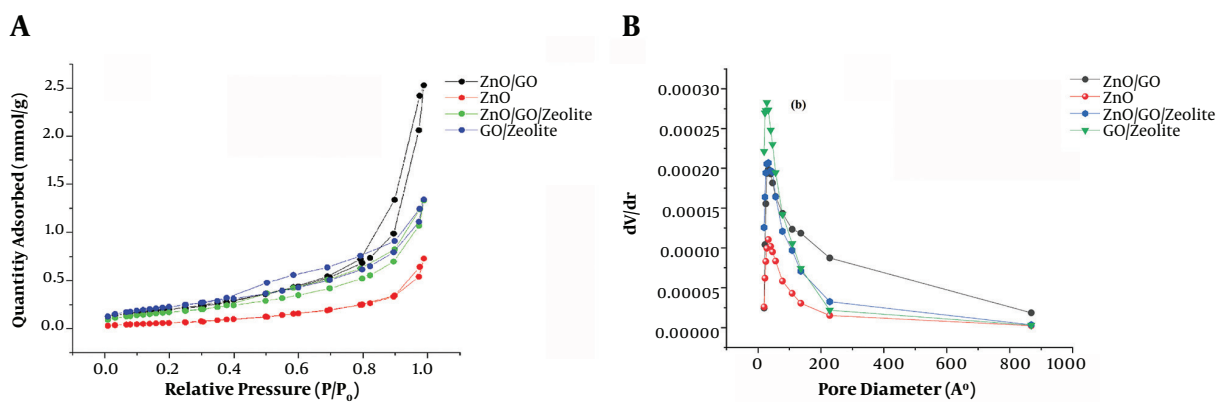 A
Quantitiy Adsorbed (mmol/g)
2.5
2.0
1.5
1.0
0.5
0.0
0.0 0.2 0.4 0.6 0.8 1.0
Relative Pressure (P/P₀)
ZnO/GO
ZnO
ZnO/GO/Zeolite
GO/Zeolite
B
dV/dr
0.00030
0.00025
0.00020
0.00015
0.00010
0.00005
0.00000
0 200 400 600 800 1000
Pore Diameter (Aº)
(b)
ZnO/GO
ZnO
ZnO/GO/Zeolite
GO/Zeolite